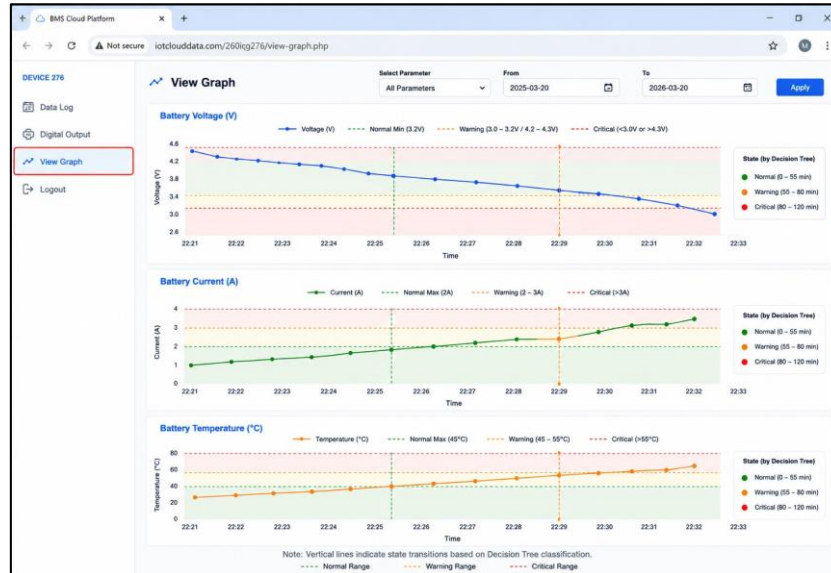 BMS Cloud Platform
Not secure iotclouddata.com/260icg276/view-graph.php
M
DEVICE 276
Data Log
Digital Output
View Graph
Logout
View Graph
Select Parameter
All Parameters
From
2025-03-20
To
2026-03-20
Apply
Battery Voltage (V)
Voltage (V) Normal Min (3.2V) Warning (3.0 – 3.2V / 4.2 – 4.3V) Critical (<3.0V or >4.3V)
Voltage (V)
4.6
4.2
3.8
3.4
3.0
2.6
22:21 22:22 22:23 22:24 22:25 22:26 22:27 22:28 22:29 22:30 22:31 22:32 22:33
Time
State (by Decision Tree)
Normal (0 – 55 min)
Warning (55 – 80 min)
Critical (80 – 120 min)
Battery Current (A)
Current (A) Normal Max (2A) Warning (2 – 3A) Critical (>3A)
Current (A)
4
3
2
1
0
22:21 22:22 22:23 22:24 22:25 22:26 22:27 22:28 22:29 22:30 22:31 22:32 22:33
Time
State (by Decision Tree)
Normal (0 – 55 min)
Warning (55 – 80 min)
Critical (80 – 120 min)
Battery Temperature (°C)
Temperature (°C) Normal Max (45°C) Warning (45 – 55°C) Critical (>55°C)
Temperature (°C)
80
60
40
20
0
22:21 22:22 22:23 22:24 22:25 22:26 22:27 22:28 22:29 22:30 22:31 22:32 22:33
Time
State (by Decision Tree)
Normal (0 – 55 min)
Warning (55 – 80 min)
Critical (80 – 120 min)
Note: Vertical lines indicate state transitions based on Decision Tree classification.
Normal Range Warning Range Critical Range